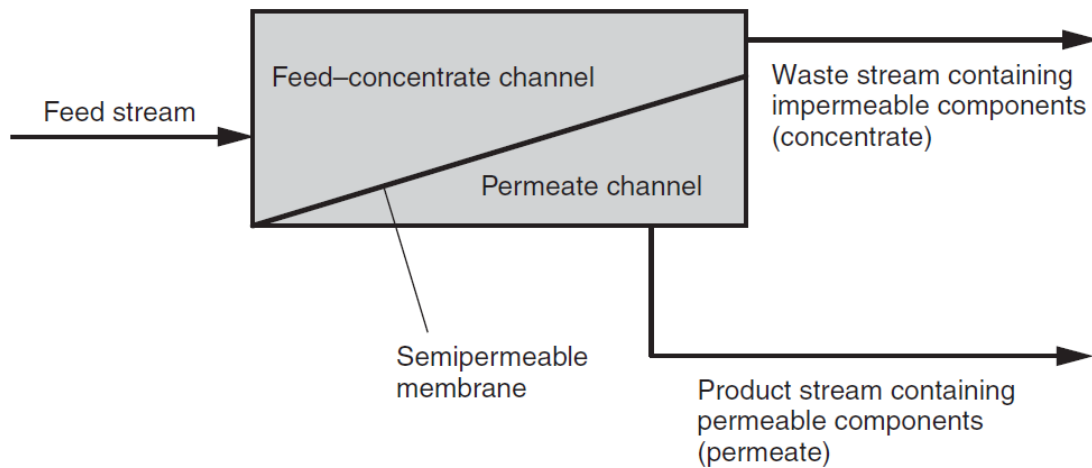 Feed–concentrate channel
Feed stream
Permeate channel
Waste stream containing
impermeable components
(concentrate)
Semipermeable
membrane
Product stream containing
permeable components
(permeate)